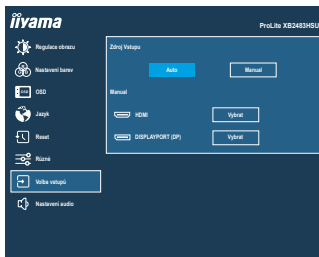 iiyama
ProLite XB2483HSU
Regulace obrazu
Nastavení barev
OSD
Jazyk
Reset
Různé
Volba vstupů
Nastavení audio
Zdroj Vstupu
Auto
Manual
Manual
HDMI
Vybrat
DISPLAYPORT (DP)
Vybrat